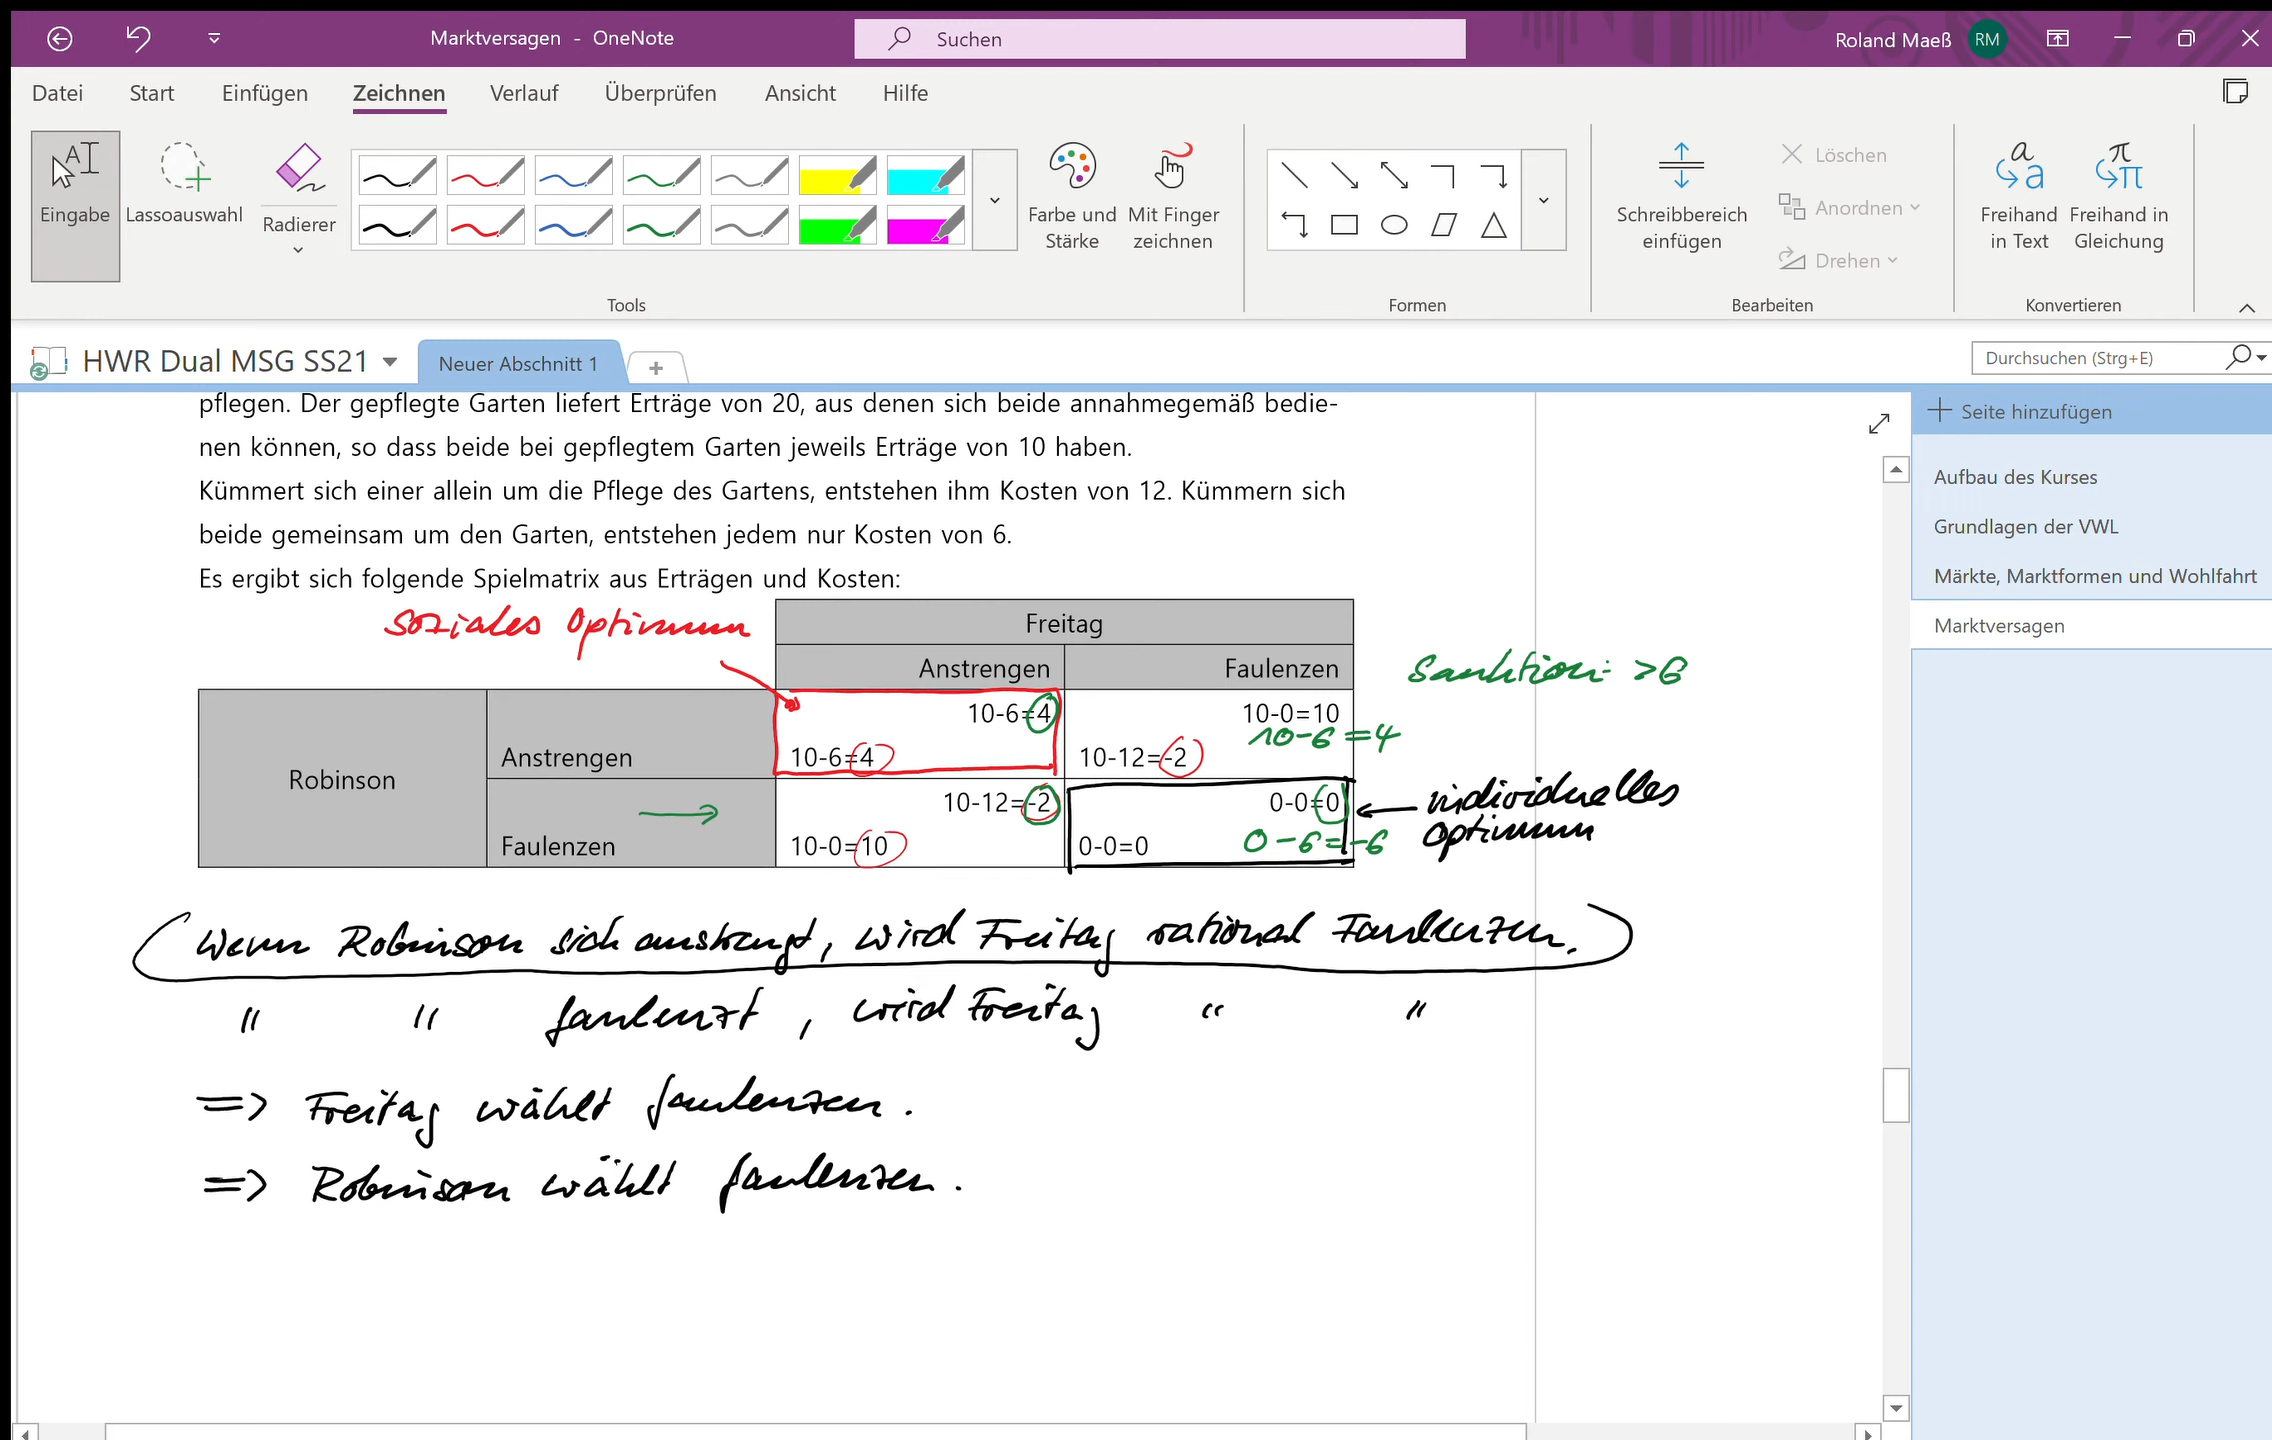 Marktversagen - OneNote
Suchen
Roland Maeß
RM
Datei
Start
Einfügen
Zeichnen
Verlauf
Überprüfen
Ansicht
Hilfe
Eingabe
Lassoauswahl
Radierer
Farbe und Stärke
Mit Finger zeichnen
Schreibbereich einfügen
Löschen
Anordnen
Drehen
Freihand in Text
Freihand in Gleichung
Tools
Formen
Bearbeiten
Konvertieren
HWR Dual MSG SS21
Neuer Abschnitt 1
Durchsuchen (Strg+E)
Seite hinzufügen
Aufbau des Kurses
Grundlagen der VWL
Märkte, Marktformen und Wohlfahrt
Marktversagen
pflegen. Der gepflegte Garten liefert Erträge von 20, aus denen sich beide annahmegemäß bedie-
nen können, so dass beide bei gepflegtem Garten jeweils Erträge von 10 haben.
Kümmert sich einer allein um die Pflege des Gartens, entstehen ihm Kosten von 12. Kümmern sich
beide gemeinsam um den Garten, entstehen jedem nur Kosten von 6.
Es ergibt sich folgende Spielmatrix aus Erträgen und Kosten:
soziales Optimum
Freitag
Anstrengen
Faulenzen
Sanktion: >6
Robinson
Anstrengen
10-6=4
10-6=4
10-0=10
10-6=4
10-12=-2
Faulenzen
10-12=-2
10-0=10
0-0=0
0-0=0
0-6=-6
individuelles
Optimum
Wenn Robinson sich anstrengt, wird Freitag rational Faulenzen.
" " faulenzt, wird Freitag " "
=> Freitag wählt faulenzen.
=> Robinson wählt faulenzen.